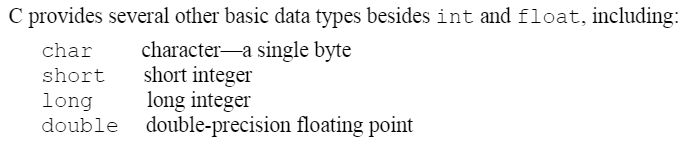 C provides several other basic data types besides int and float, including:
char character—a single byte
short short integer
long long integer
double double-precision floating point